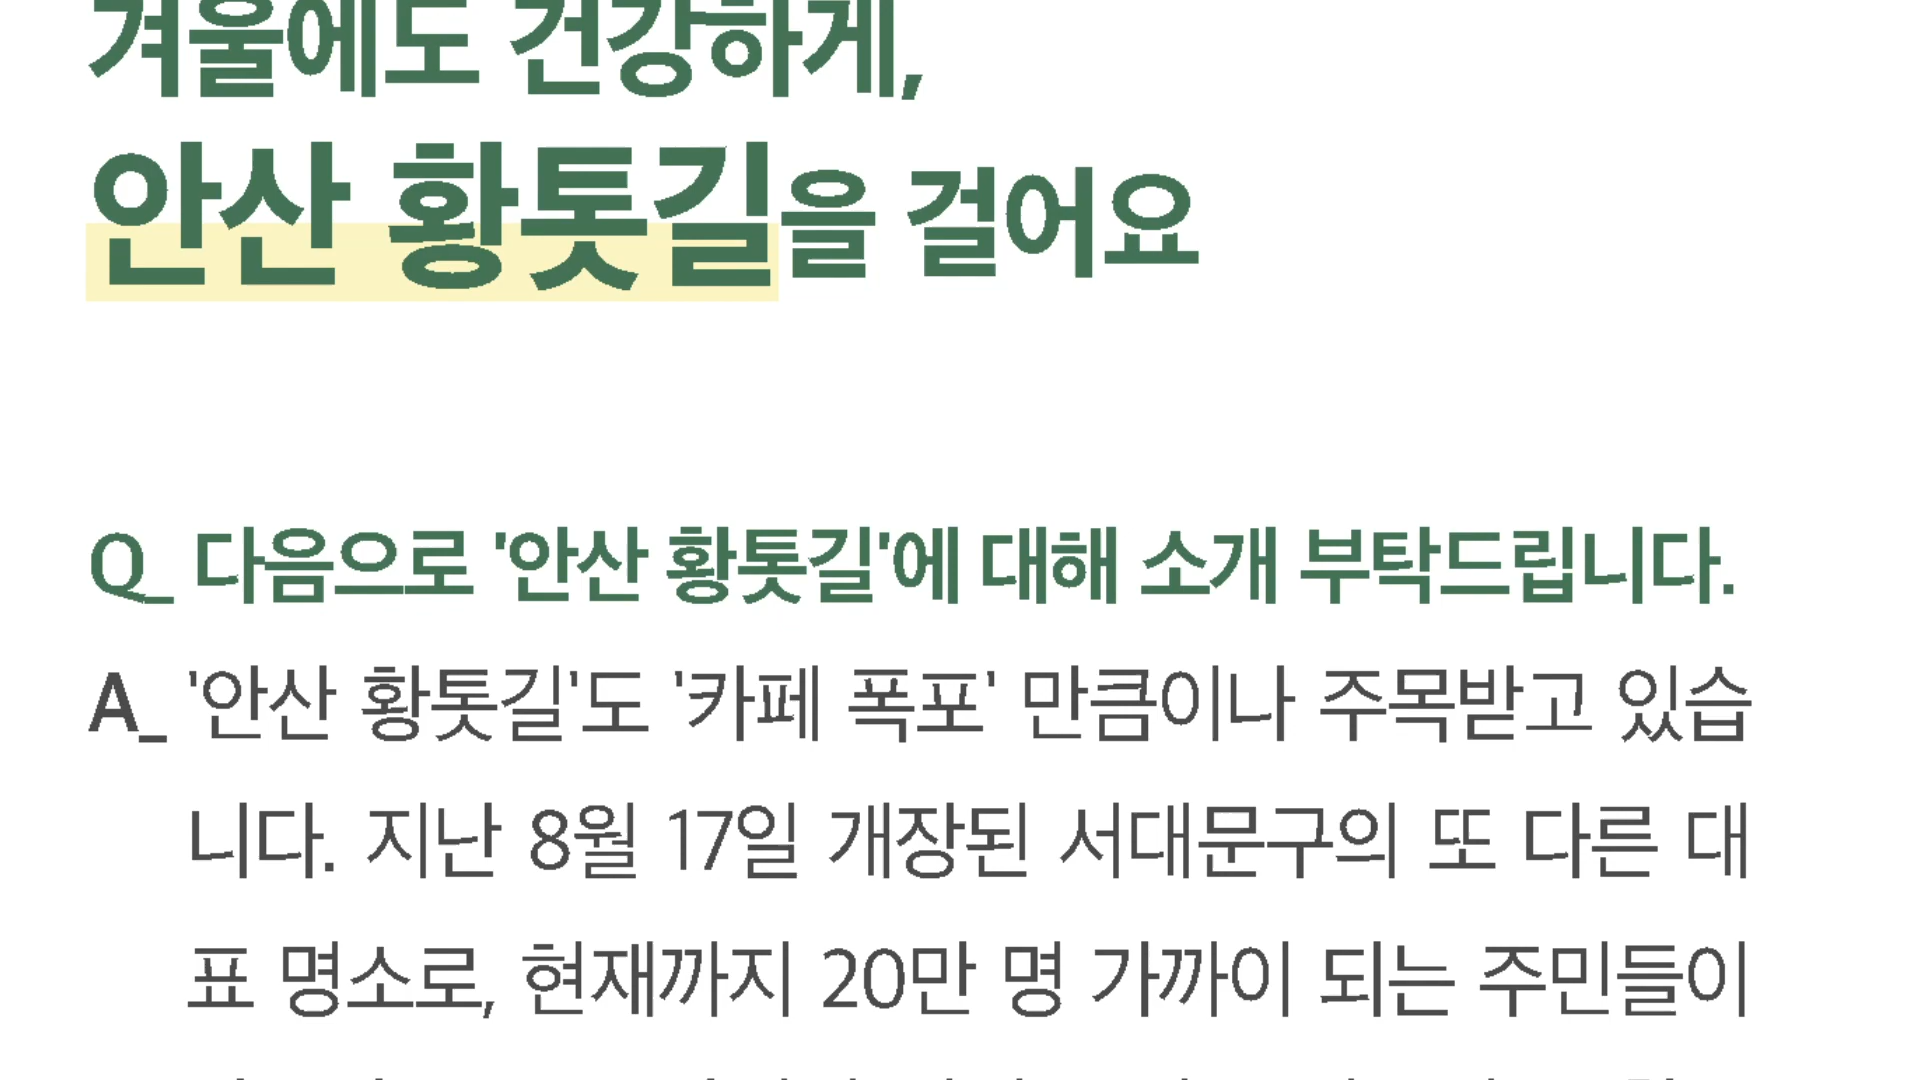 겨울에도 건강하게,
안산 황톳길을 걸어요
Q_ 다음으로 '안산 황톳길'에 대해 소개 부탁드립니다.
A_ '안산 황톳길'도 '카페 폭포' 만큼이나 주목받고 있습
니다. 지난 8월 17일 개장된 서대문구의 또 다른 대
표 명소로, 현재까지 20만 명 가까이 되는 주민들이